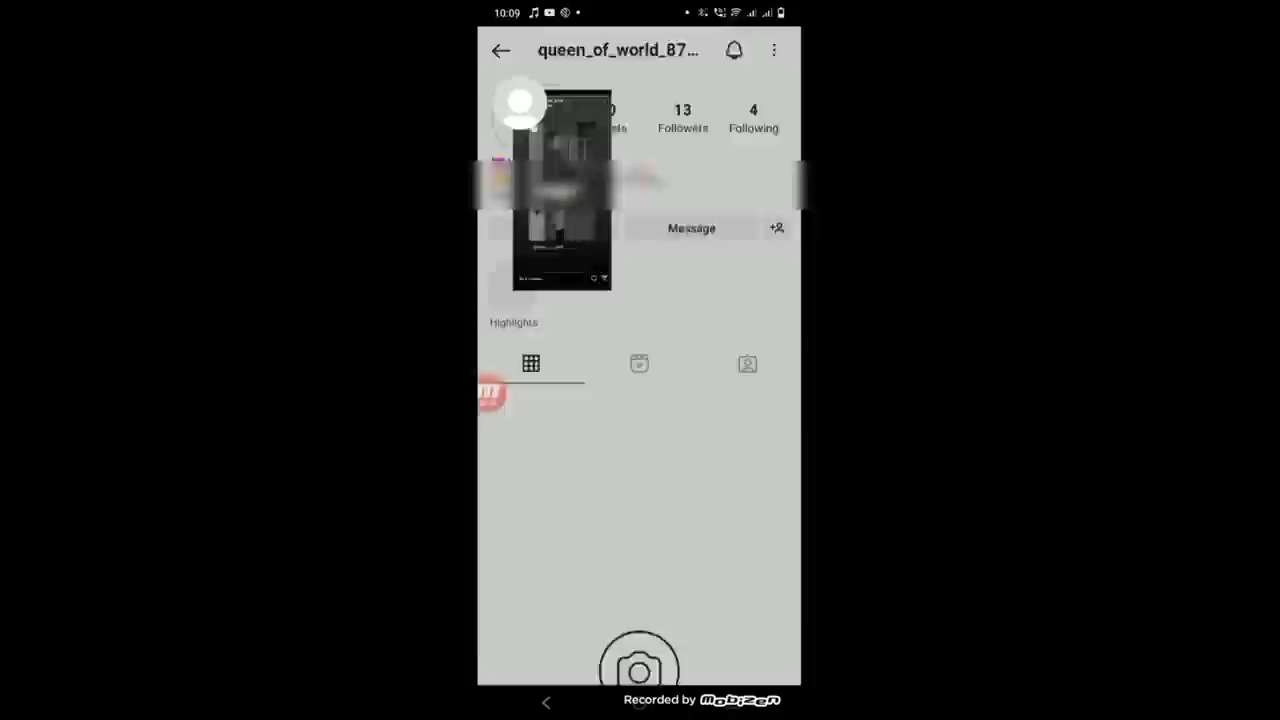 10:09
queen_of_world_87...
13 4
Followers Following
Message
Highlights
Recorded by mobizen